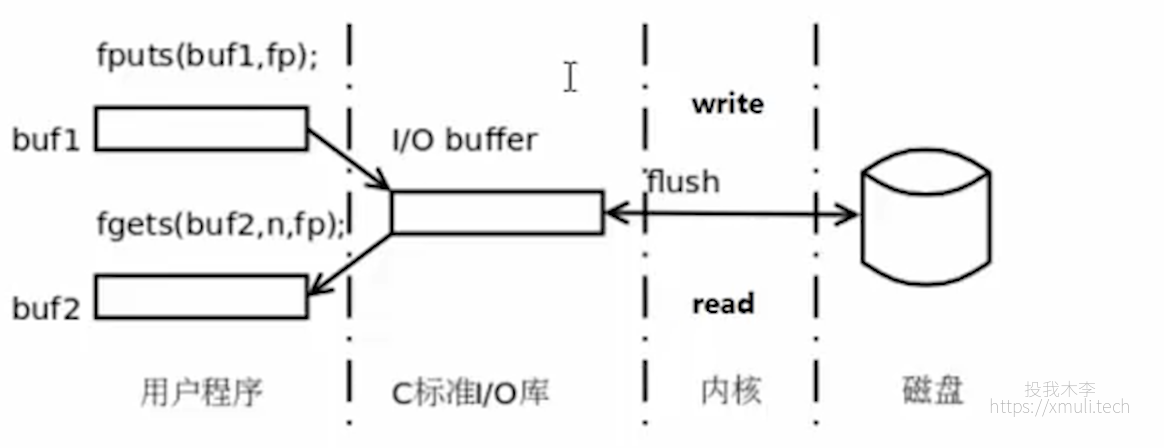 fputs(buf1,fp);
write
buf1
I/O buffer
flush
fgets(buf2,n,fp);
buf2
read
用户程序
C标准I/O库
内核
磁盘
投我木李
https://xmuli.tech